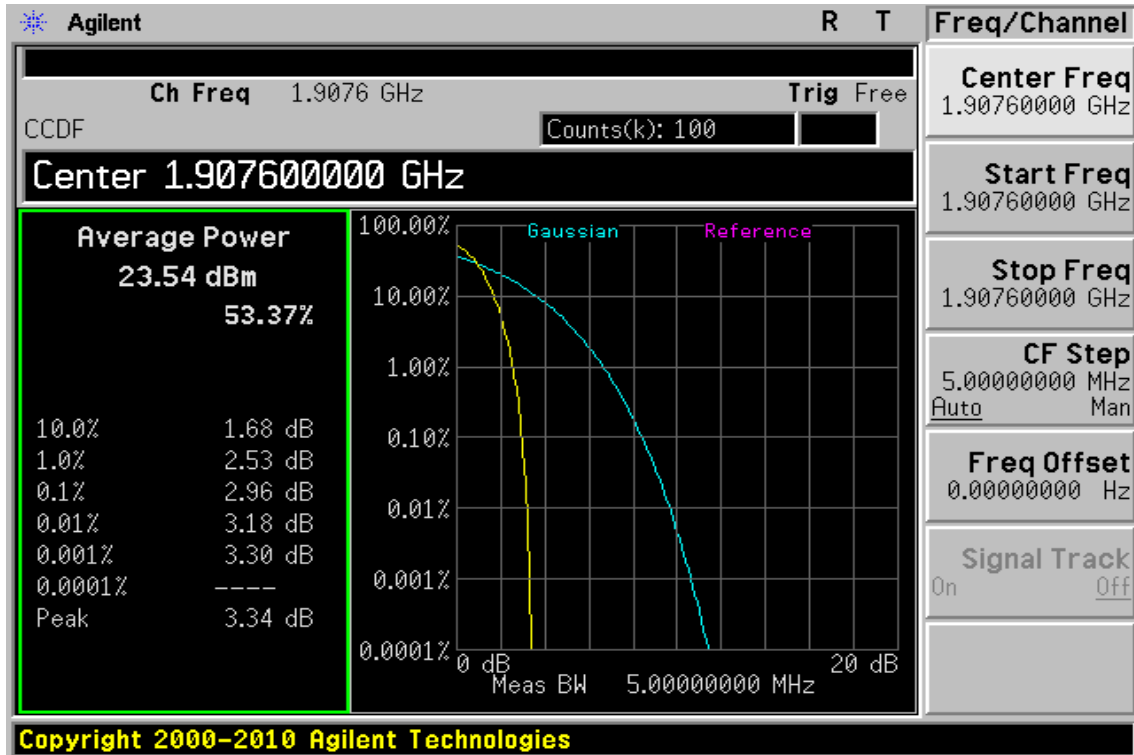 Agilent R T
Freq/Channel
Ch Freq 1.9076 GHz Trig Free
CCDF Counts(k): 100
Center 1.907600000 GHz
Average Power
23.54 dBm
53.37%
10.0% 1.68 dB
1.0% 2.53 dB
0.1% 2.96 dB
0.01% 3.18 dB
0.001% 3.30 dB
0.0001% ----
Peak 3.34 dB
Gaussian Reference
100.00%
10.00%
1.00%
0.10%
0.01%
0.001%
0.0001%
0 dB 20 dB
Meas BW 5.00000000 MHz
Center Freq
1.90760000 GHz
Start Freq
1.90760000 GHz
Stop Freq
1.90760000 GHz
CF Step
5.00000000 MHz
Auto Man
Freq Offset
0.00000000 Hz
Signal Track
On Off
Copyright 2000-2010 Agilent Technologies